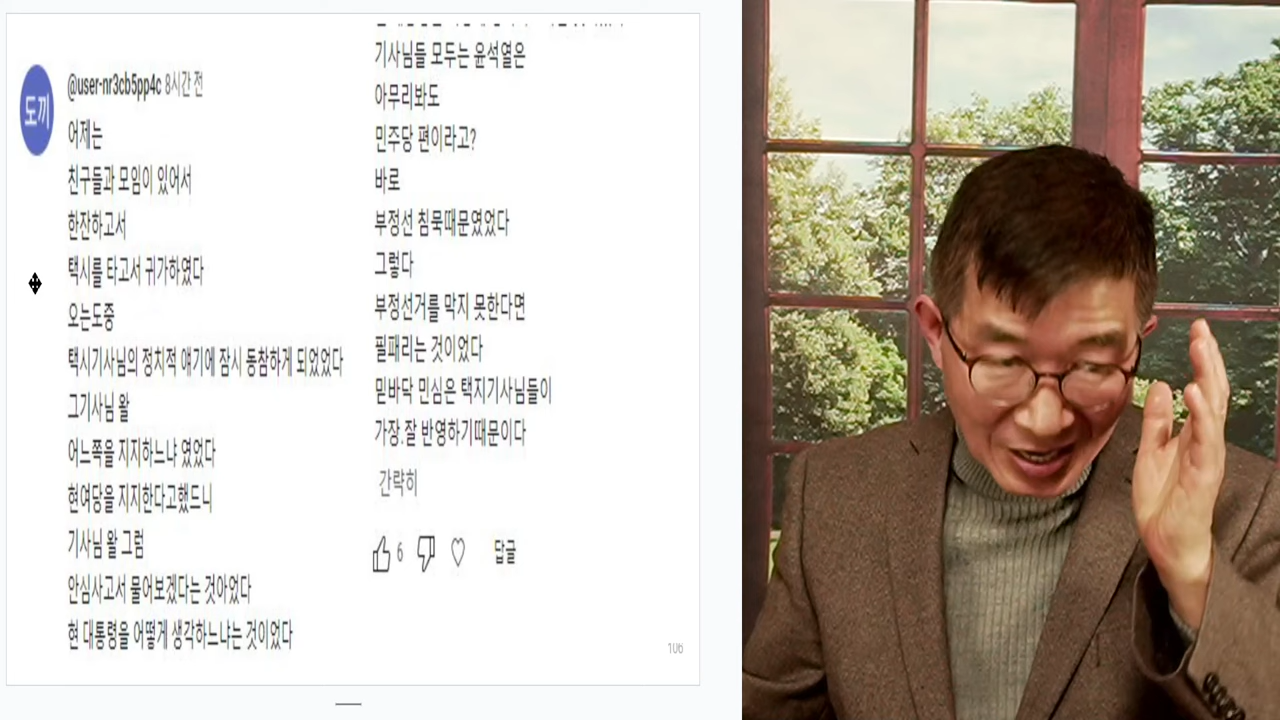 도끼
@user-nr3cb5pp4c 8시간 전
어제는
친구들과 모임이 있어서
한잔하고서
택시를 타고서 귀가하였다
오는도중
택시기사님의 정치적 얘기에 잠시 동참하게 되었었다
그기사님 왈
어느쪽을 지지하느냐 였었다
현여당을 지지한다고했드니
기사님 왈 그럼
안심사고서 물어보겠다는 것아었다
현 대통령을 어떻게 생각하느냐는 것이었다
기사님들 모두는 윤석열은
아무리봐도
민주당 편이라고?
바로
부정선 침묵때문였었다
그렇다
부정선거를 막지 못한다면
필패리는 것이었다
믿바닥 민심은 택지기사님들이
가장.잘 반영하기때문이다
간략히
6
답글
106